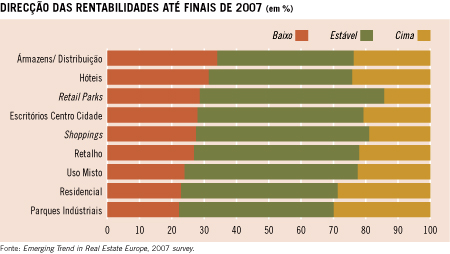 DIRECÇÃO DAS RENTABILIDADES ATÉ FINAIS DE 2007 (em %)
Baixo Estável Cima
Ármazens/ Distribuição
Hóteis
Retail Parks
Escritórios Centro Cidade
Shoppings
Retalho
Uso Misto
Residencial
Parques Indústriais
0 10 20 30 40 50 60 70 80 90 100
Fonte: Emerging Trend in Real Estate Europe, 2007 survey.